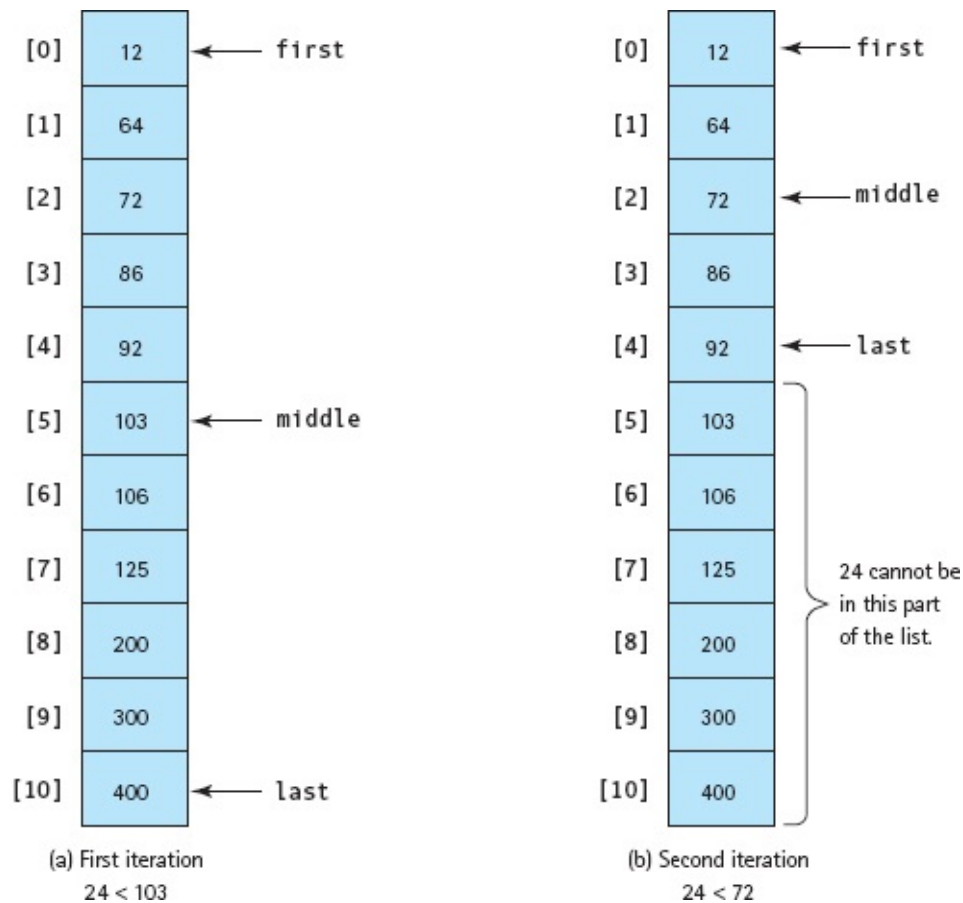 [0] 12 first
[1] 64
[2] 72
[3] 86
[4] 92
[5] 103 middle
[6] 106
[7] 125
[8] 200
[9] 300
[10] 400 last
(a) First iteration
24 < 103
[0] 12 first
[1] 64
[2] 72 middle
[3] 86
[4] 92 last
[5] 103
[6] 106
[7] 125
[8] 200
[9] 300
[10] 400
24 cannot be
in this part
of the list.
(b) Second iteration
24 < 72